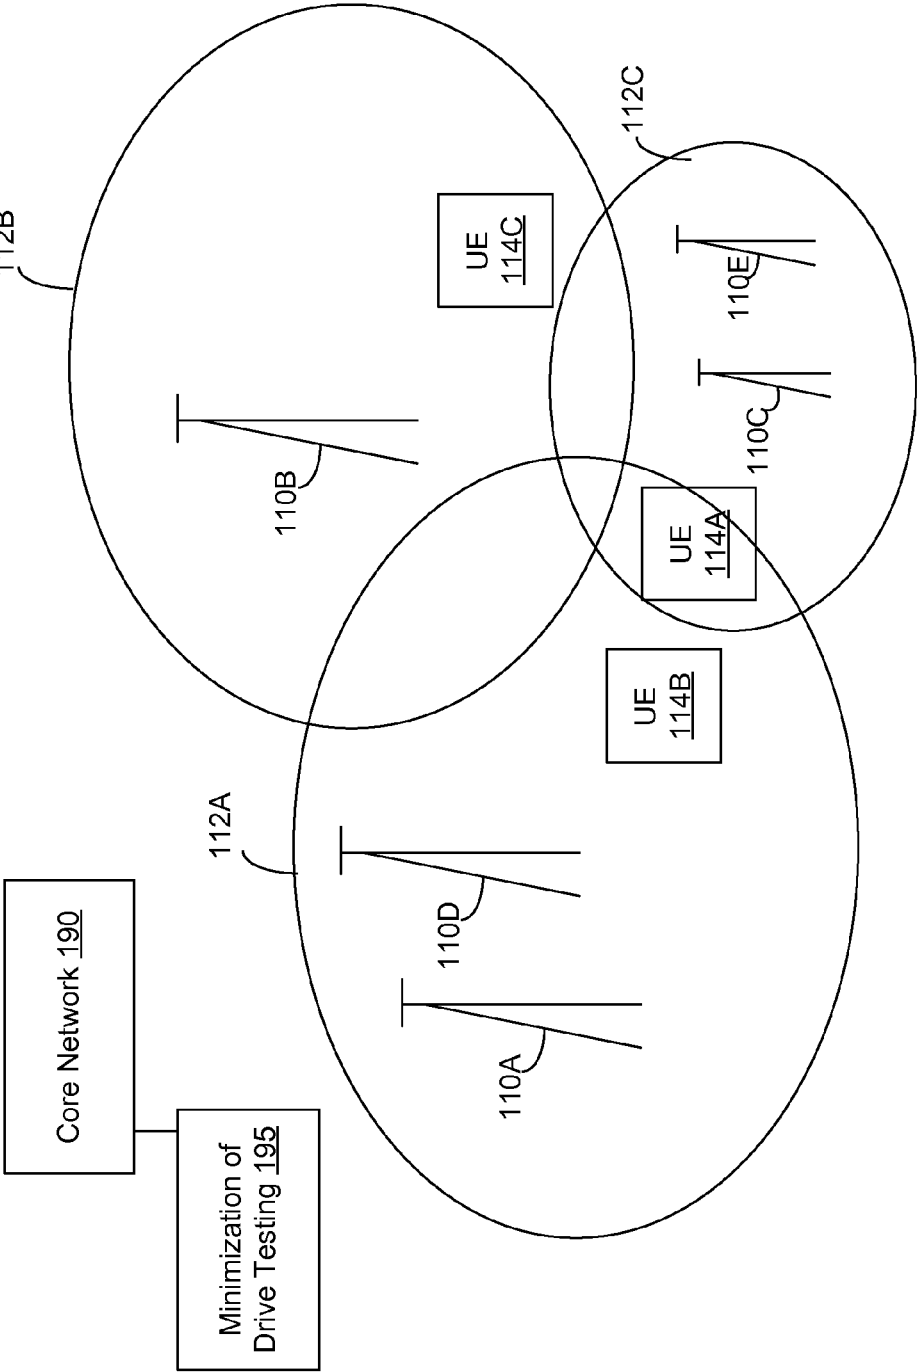 112B
Core Network 190
Minimization of
Drive Testing 195
112A
110B
110D
110A
UE
114C
112C
UE
114B
UE
114A
110C
110E